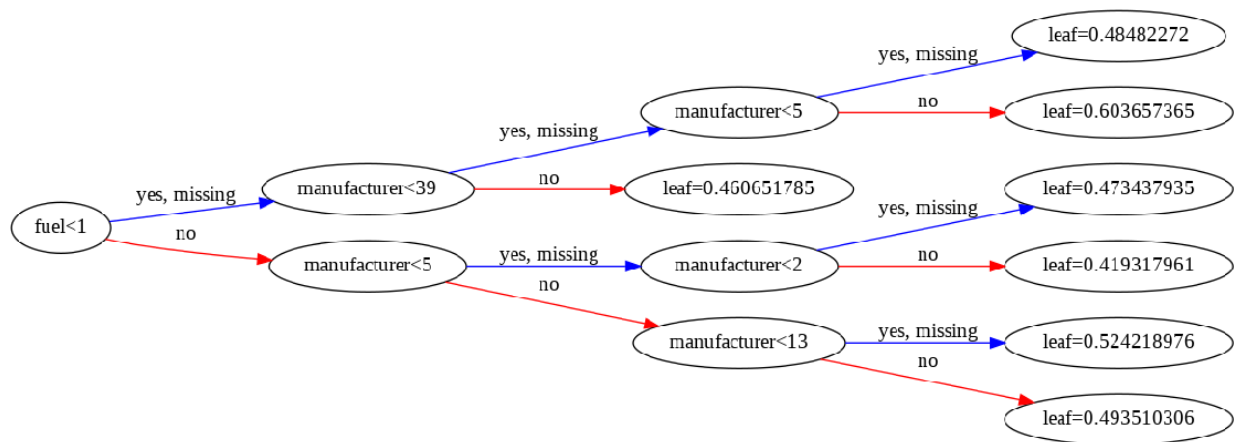 leaf=0.48482272
yes, missing
manufacturer<5
no
leaf=0.603657365
yes, missing
manufacturer<39
no
leaf=0.460651785
yes, missing
leaf=0.473437935
yes, missing
fuel<1
no
manufacturer<5
yes, missing
manufacturer<2
no
leaf=0.419317961
no
manufacturer<13
yes, missing
leaf=0.524218976
no
leaf=0.493510306